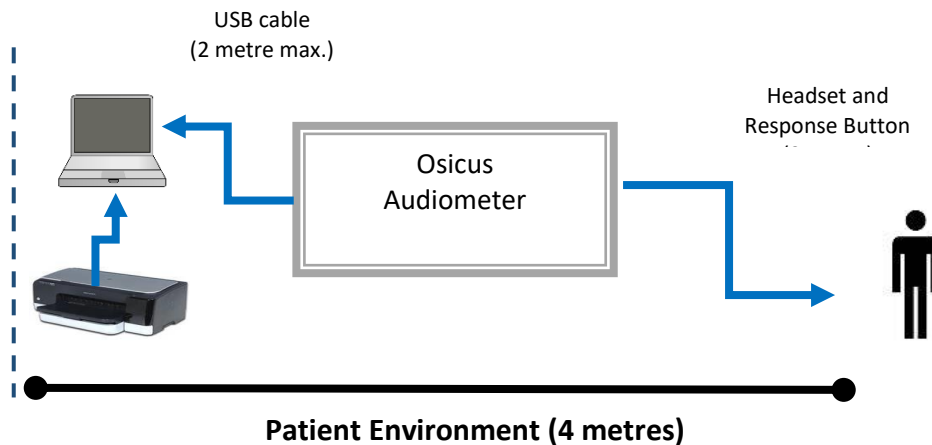 USB cable
(2 metre max.)
Headset and
Response Button
Osicus
Audiometer
Patient Environment (4 metres)